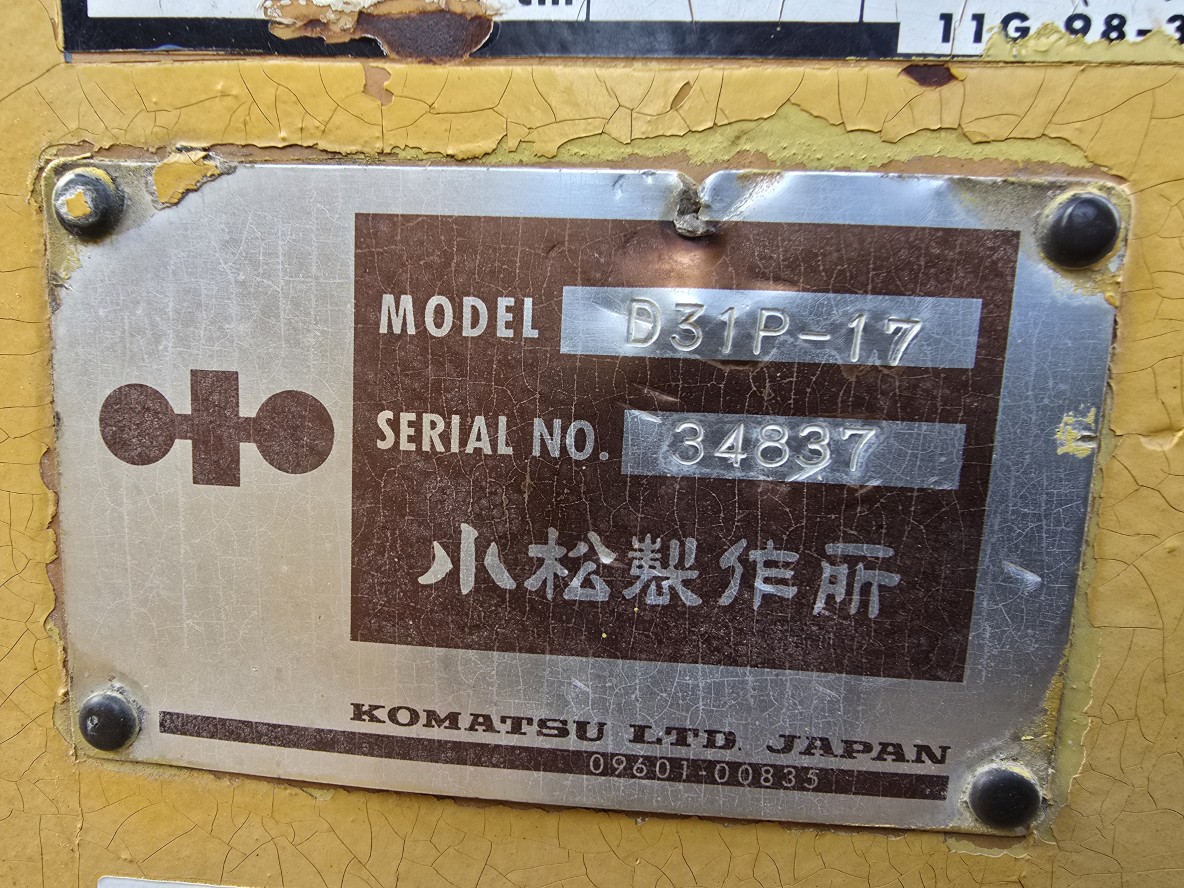 cm
11G-98-3
MODEL D31P-17
SERIAL NO. 34837
小松製作所
KOMATSU LTD. JAPAN
09601-00835